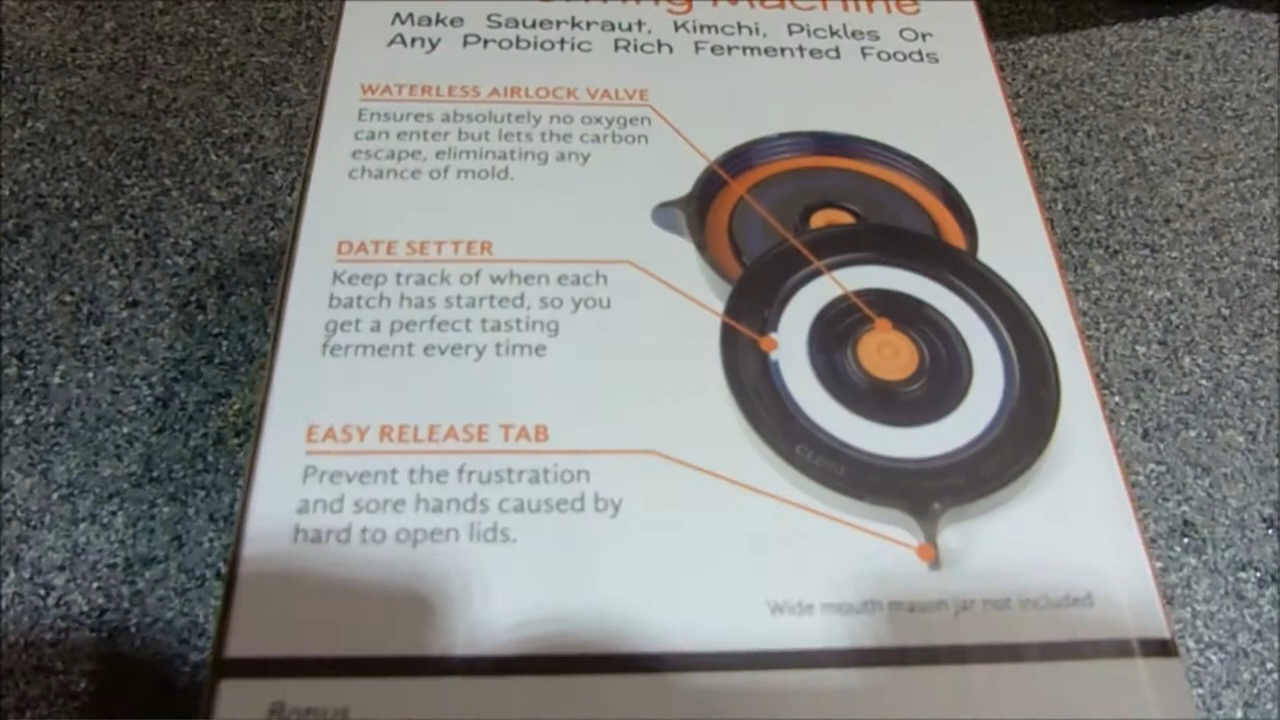 Machine
Make Sauerkraut, Kimchi, Pickles Or
Any Probiotic Rich Fermented Foods
WATERLESS AIRLOCK VALVE
Ensures absolutely no oxygen
can enter but lets the carbon
escape, eliminating any
chance of mold.
DATE SETTER
Keep track of when each
batch has started, so you
get a perfect tasting
ferment every time
EASY RELEASE TAB
Prevent the frustration
and sore hands caused by
hard to open lids.
CLOSE
Wide mouth mason jar not included
Bonus